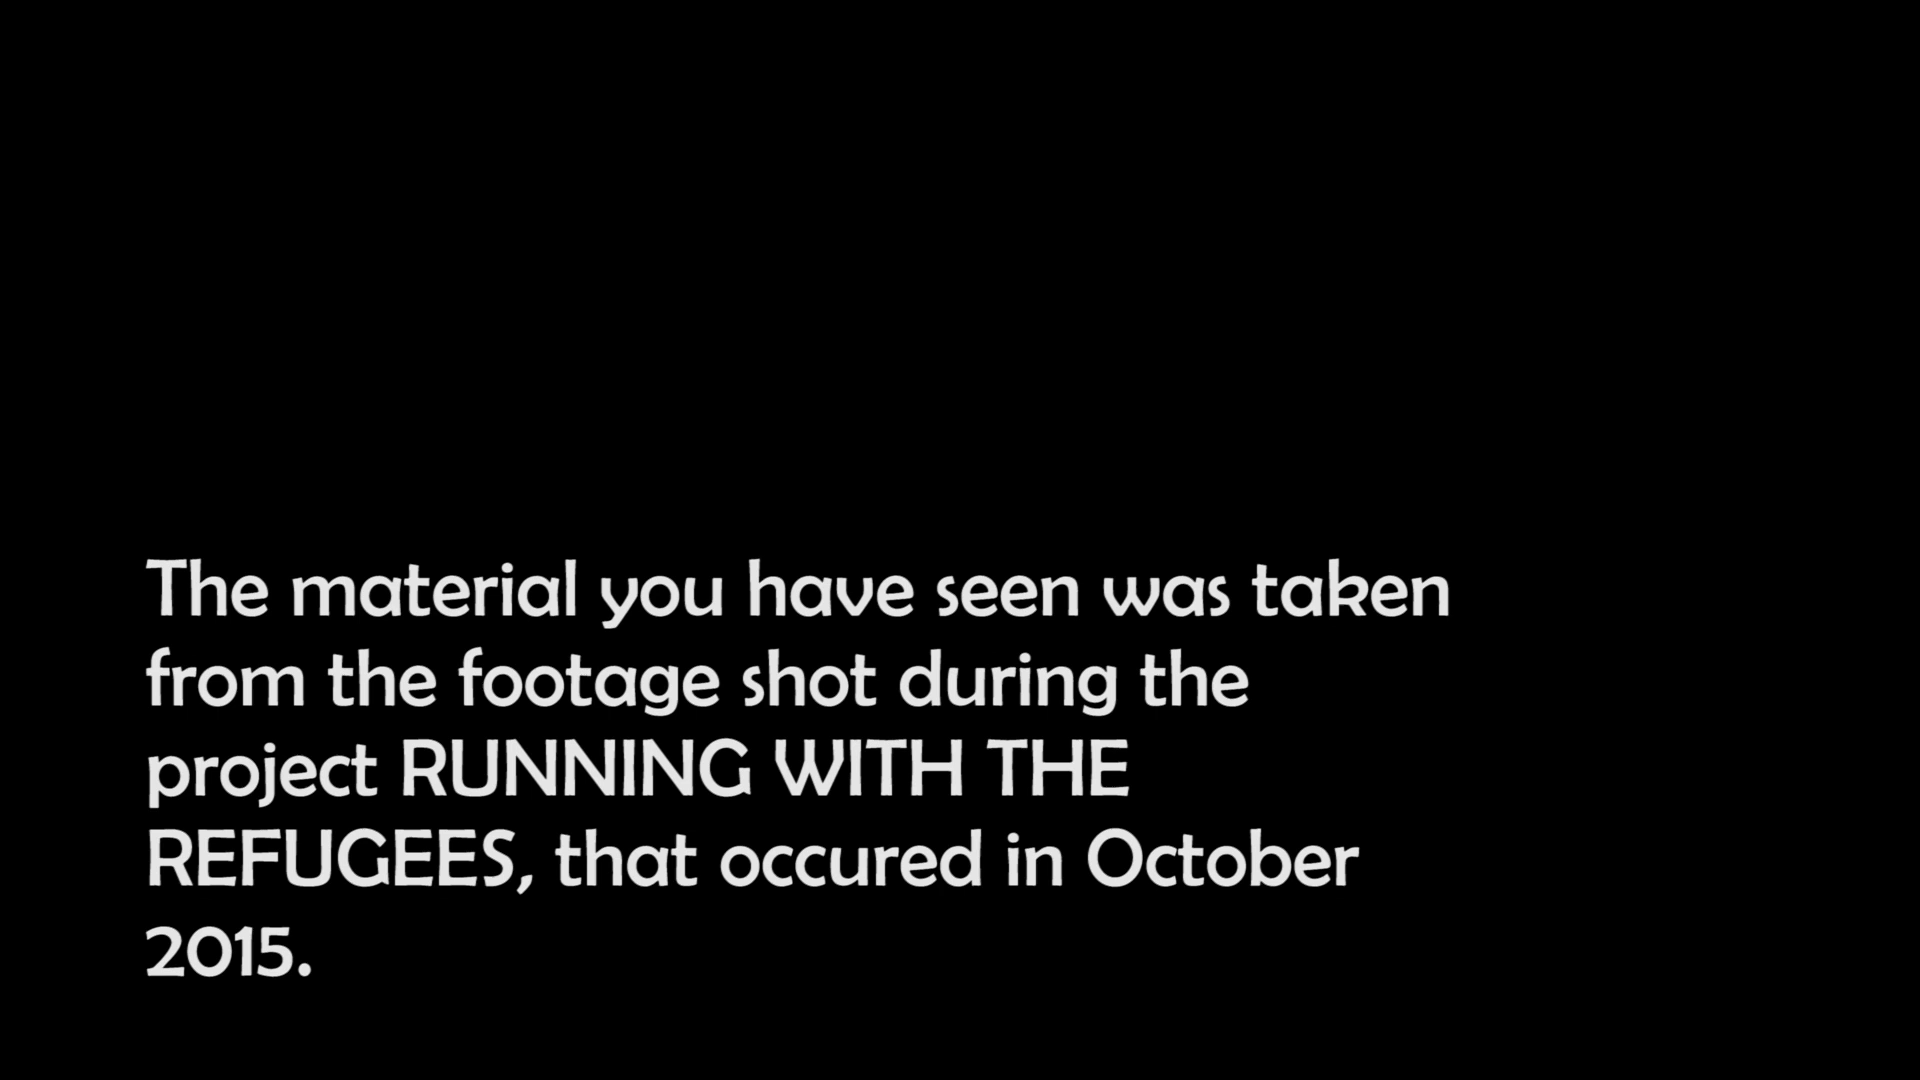 The material you have seen was taken
from the footage shot during the
project RUNNING WITH THE
REFUGEES, that occured in October
2015.